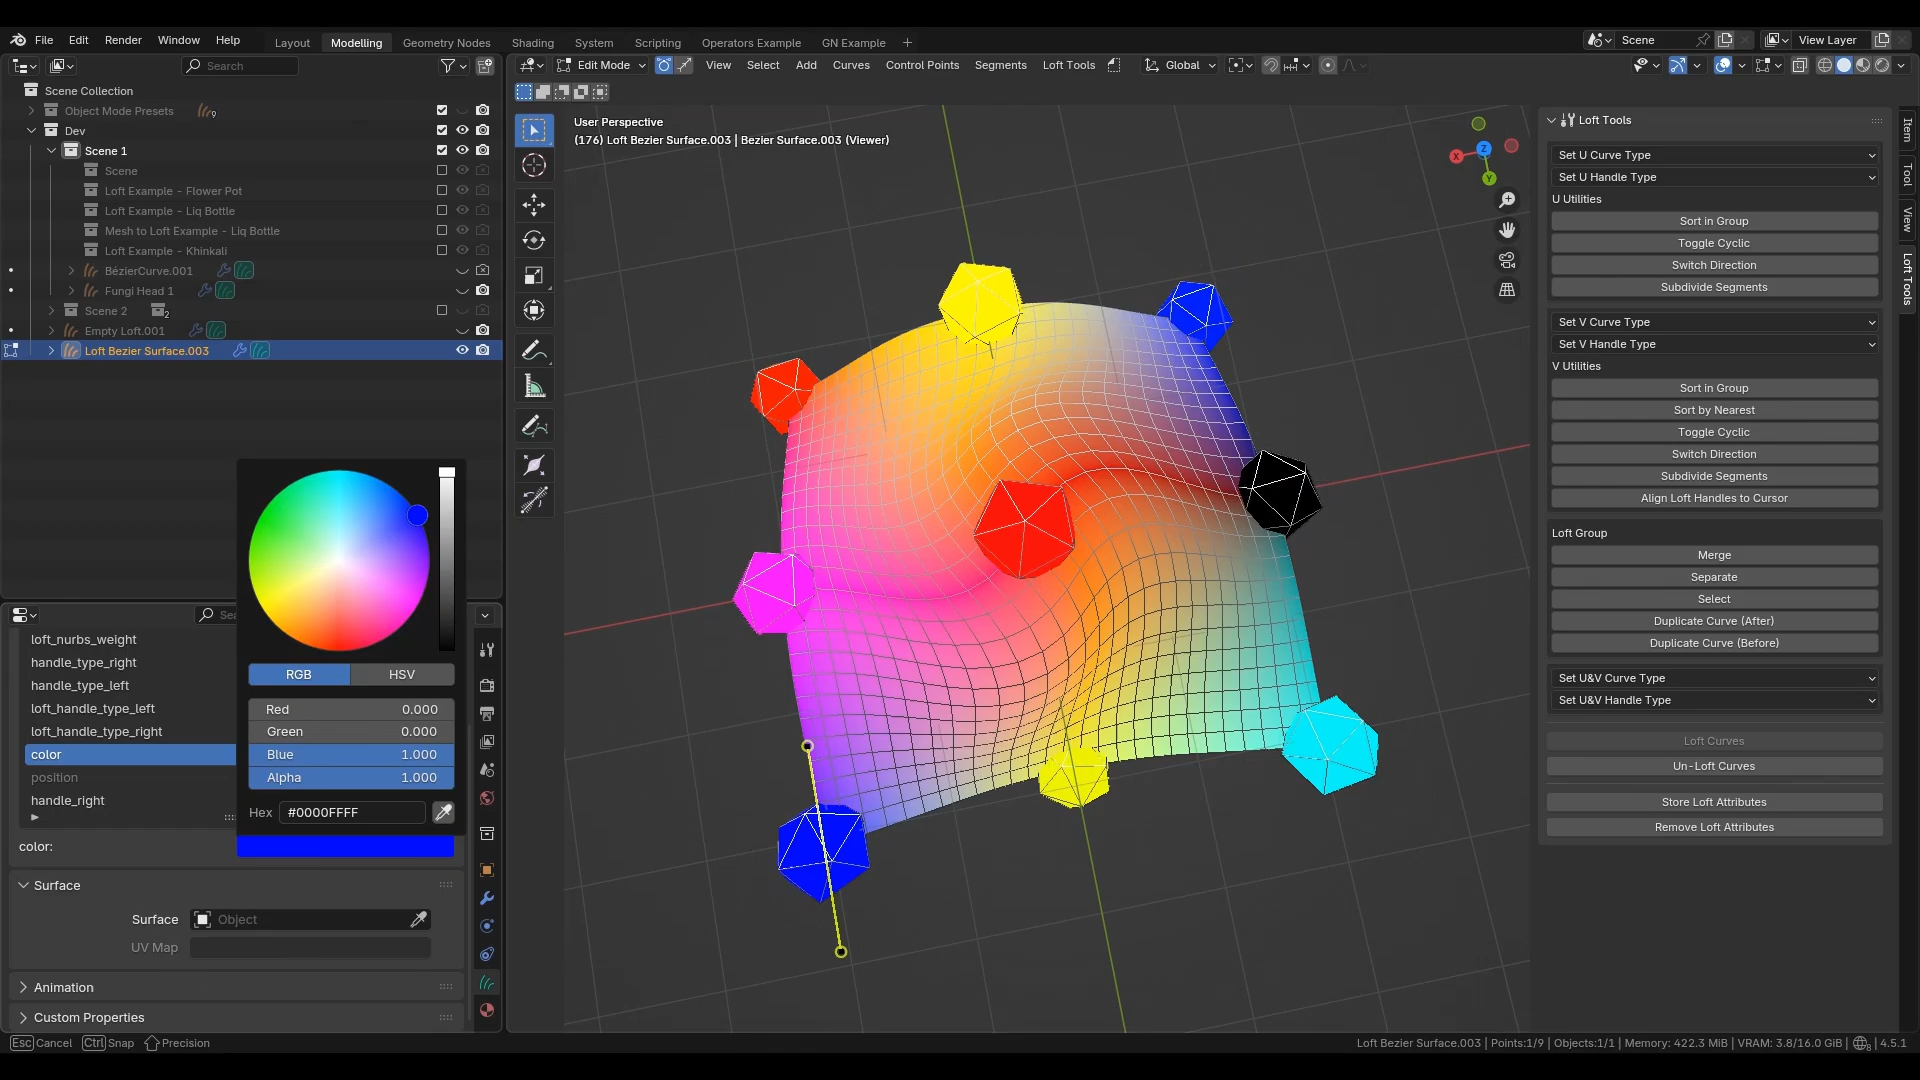 File Edit Render Window Help Layout Modelling Geometry Nodes Shading System Scripting Operators Example GN Example + Scene View Layer
Search
Edit Mode View Select Add Curves Control Points Segments Loft Tools Global
Scene Collection
Object Mode Presets 9
Dev
Scene 1
Scene
Loft Example - Flower Pot
Loft Example - Liq Bottle
Mesh to Loft Example - Liq Bottle
Loft Example - Khinkali
BézierCurve.001
Fungi Head 1
Scene 2 2
Empty Loft.001
Loft Bezier Surface.003
User Perspective
(176) Loft Bezier Surface.003 | Bezier Surface.003 (Viewer)
X
Z
Y
Loft Tools
Set U Curve Type
Set U Handle Type
U Utilities
Sort in Group
Toggle Cyclic
Switch Direction
Subdivide Segments
Set V Curve Type
Set V Handle Type
V Utilities
Sort in Group
Sort by Nearest
Toggle Cyclic
Switch Direction
Subdivide Segments
Align Loft Handles to Cursor
Loft Group
Merge
Separate
Select
Duplicate Curve (After)
Duplicate Curve (Before)
Set U&V Curve Type
Set U&V Handle Type
Loft Curves
Un-Loft Curves
Store Loft Attributes
Remove Loft Attributes
Item
Tool
View
Loft Tools
loft_nurbs_weight
handle_type_right
handle_type_left
loft_handle_type_left
loft_handle_type_right
color
position
handle_right
RGB HSV
Red 0.000
Green 0.000
Blue 1.000
Alpha 1.000
Hex #0000FFFF
color:
Surface
Surface Object
UV Map
Animation
Custom Properties
Esc Cancel Ctrl Snap Precision
Loft Bezier Surface.003 | Points:1/9 | Objects:1/1 | Memory: 422.3 MiB | VRAM: 3.8/16.0 GiB | 8 | 4.5.1